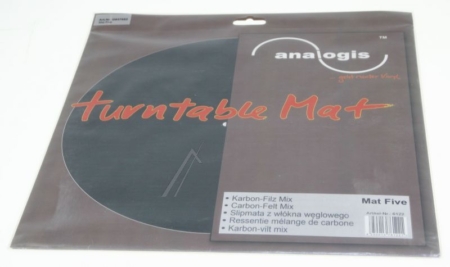 analogis
TM
Turntable Mat
• Karbon-Filz Mix
• Carbon-Felt Mix
• Slipmata z włókna węglowego
• Ressentie mélange de carbone
• Karbon-vilt mix
Mat Five